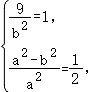 { 9/b² = 1,
(a² - b²)/a² = 1/2,